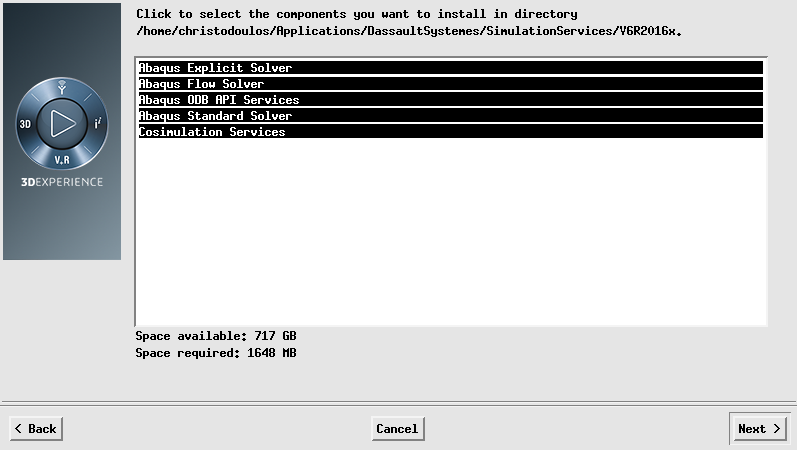 Click to select the components you want to install in directory
/home/christodoulos/Applications/DassaultSystemes/SimulationServices/V6R2016x.
Abaqus Explicit Solver
Abaqus Flow Solver
Abaqus ODB API Services
Abaqus Standard Solver
Cosimulation Services
3D
i²
V.R
3DEXPERIENCE
Space available: 717 GB
Space required: 1648 MB
< Back
Cancel
Next >